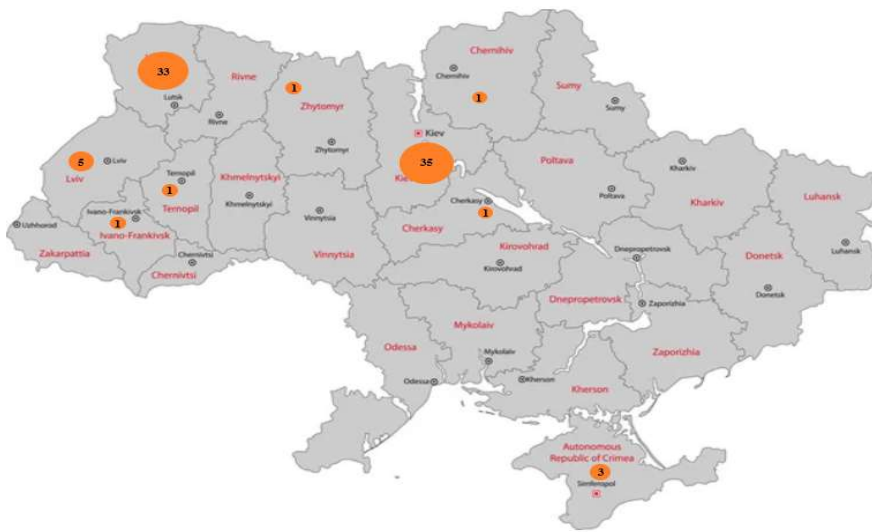 33
Lutsk
Rivne
Rivne
1
Zhytomyr
Zhytomyr
Chernihiv
Chernihiv
1
Sumy
Sumy
Kiev
35
5
Lviv
Lviv
Ternopil
1
Ternopil
Khmelnytskyi
Khmelnytskyi
Poltava
Poltava
Kharkiv
Kharkiv
Luhansk
Luhansk
Ivano-Frankivsk
1
Ivano-Frankivsk
Uzhhorod
Zakarpattia
Chernivtsi
Chernivtsi
Vinnytsia
Vinnytsia
Cherkasy
1
Cherkasy
Kirovohrad
Kirovohrad
Dnepropetrovsk
Dnepropetrovsk
Donetsk
Donetsk
Zaporizhia
Zaporizhia
Mykolaiv
Mykolaiv
Odessa
Odessa
Kherson
Kherson
Autonomous
Republic of Crimea
3
Simferopol